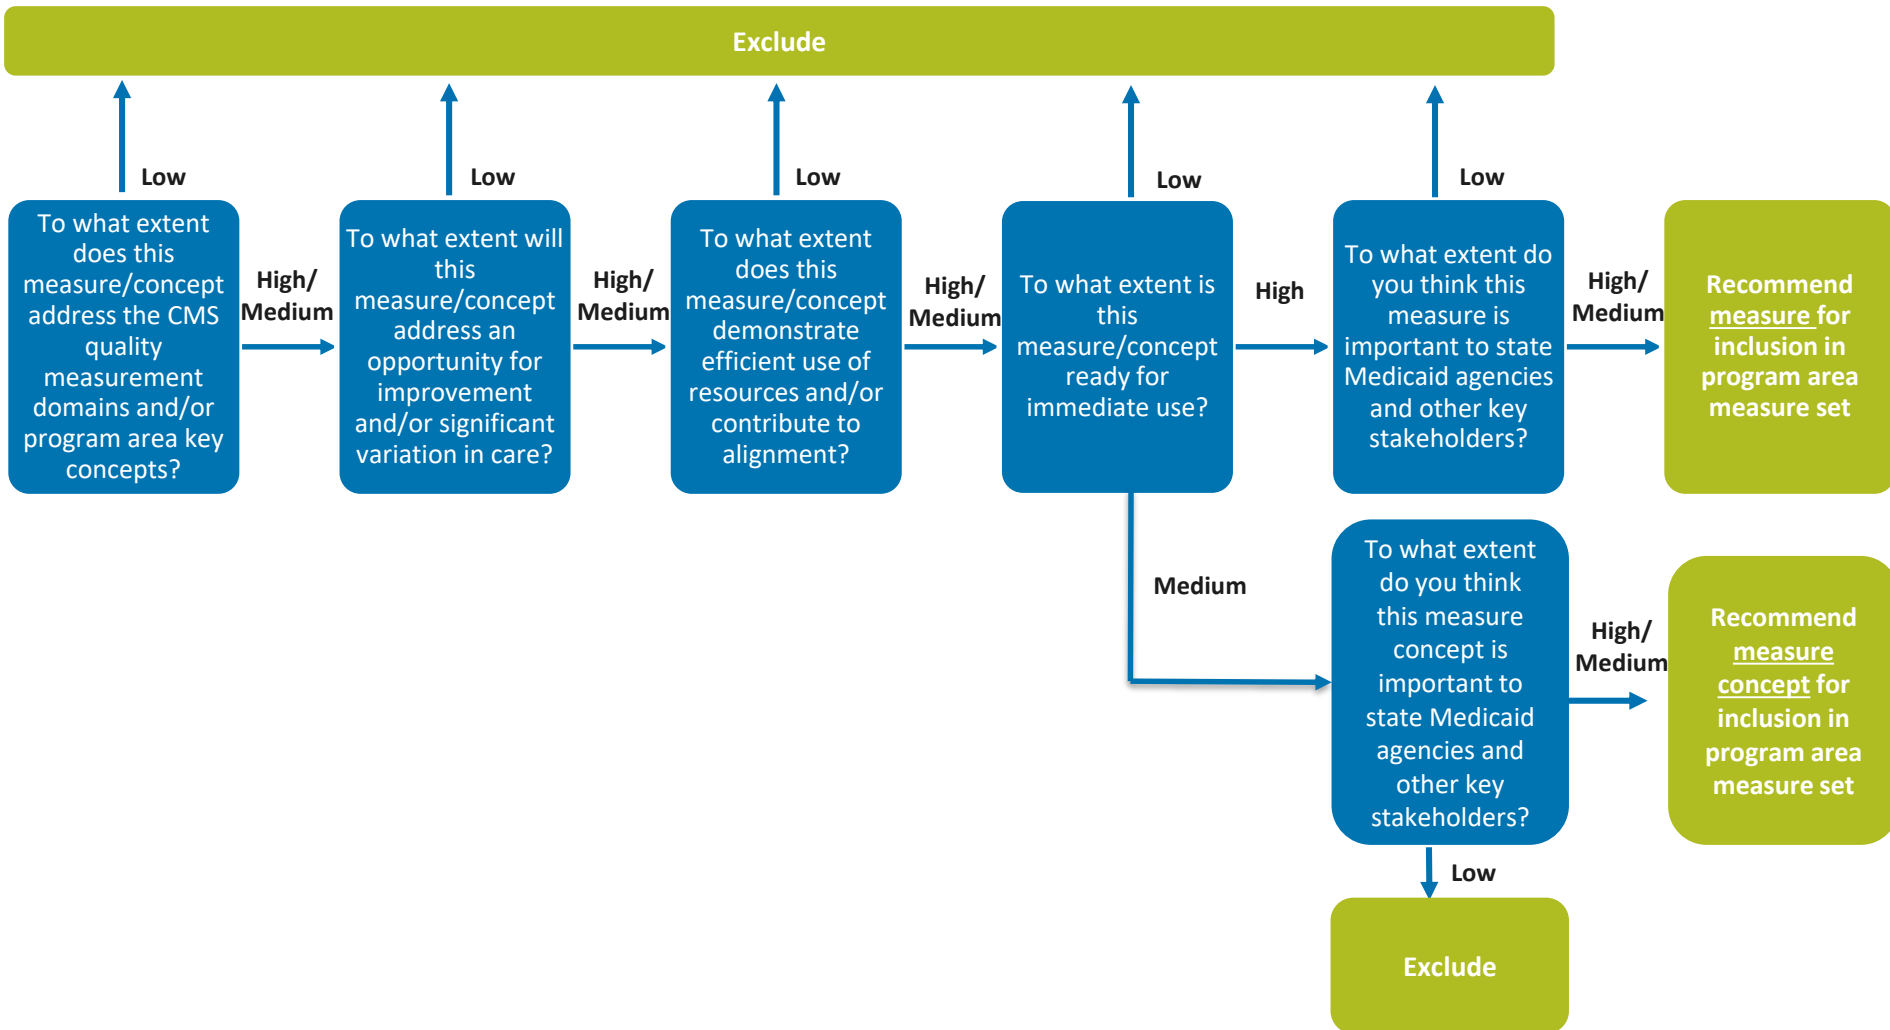 Exclude
Low
Low
Low
Low
Low
To what extent
does this
measure/concept
address the CMS
quality
measurement
domains and/or
program area key
concepts?
High/
Medium
To what extent will
this
measure/concept
address an
opportunity for
improvement
and/or significant
variation in care?
High/
Medium
To what extent
does this
measure/concept
demonstrate
efficient use of
resources and/or
contribute to
alignment?
High/
Medium
To what extent is
this
measure/concept
ready for
immediate use?
High
To what extent do
you think this
measure is
important to state
Medicaid agencies
and other key
stakeholders?
High/
Medium
Recommend
measure for
inclusion in
program area
measure set
Medium
To what extent
do you think
this measure
concept is
important to
state Medicaid
agencies and
other key
stakeholders?
High/
Medium
Recommend
measure
concept for
inclusion in
program area
measure set
Low
Exclude